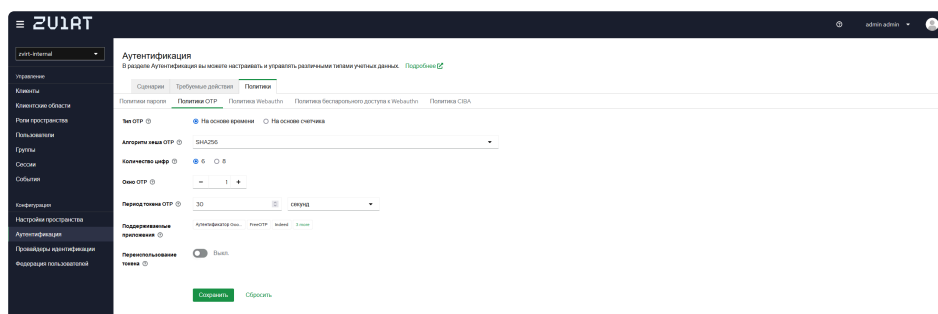 ZVIRT
admin admin
zvirt-internal
Управление
Клиенты
Клиентские области
Роли пространства
Пользователи
Группы
Сессии
События
Конфигурация
Настройки пространства
Аутентификация
Провайдеры идентификации
Федерация пользователей
Аутентификация
В разделе Аутентификация вы можете настраивать и управлять различными типами учетных данных. Подробнее
Сценарии Требуемые действия Политики
Политики пароля Политики OTP Политика Webauthn Политика беспарольного доступа к Webauthn Политика CIBA
Тип OTP На основе времени На основе счетчика
Алгоритм хеша OTP SHA256
Количество цифр 6 8
Окно OTP 1
Период токена OTP 30 секунд
Поддерживаемые приложения Аутентификатор Goo... FreeOTP Indeed 1 more
Переиспользование токена Выкл.
Сохранить Сбросить